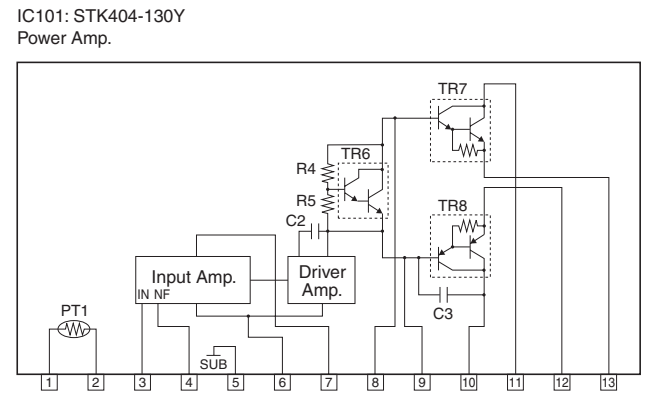 IC101: STK404-130Y
Power Amp.
TR7
TR6
R4
R5
TR8
C2
Input Amp.
Driver
Amp.
IN NF
C3
PT1
SUB
1 2 3 4 5 6 7 8 9 10 11 12 13